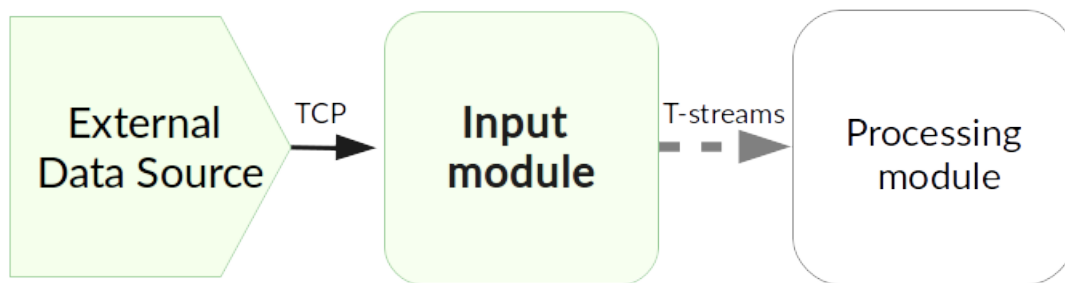 External
Data Source
TCP
Input
module
T-streams
Processing
module